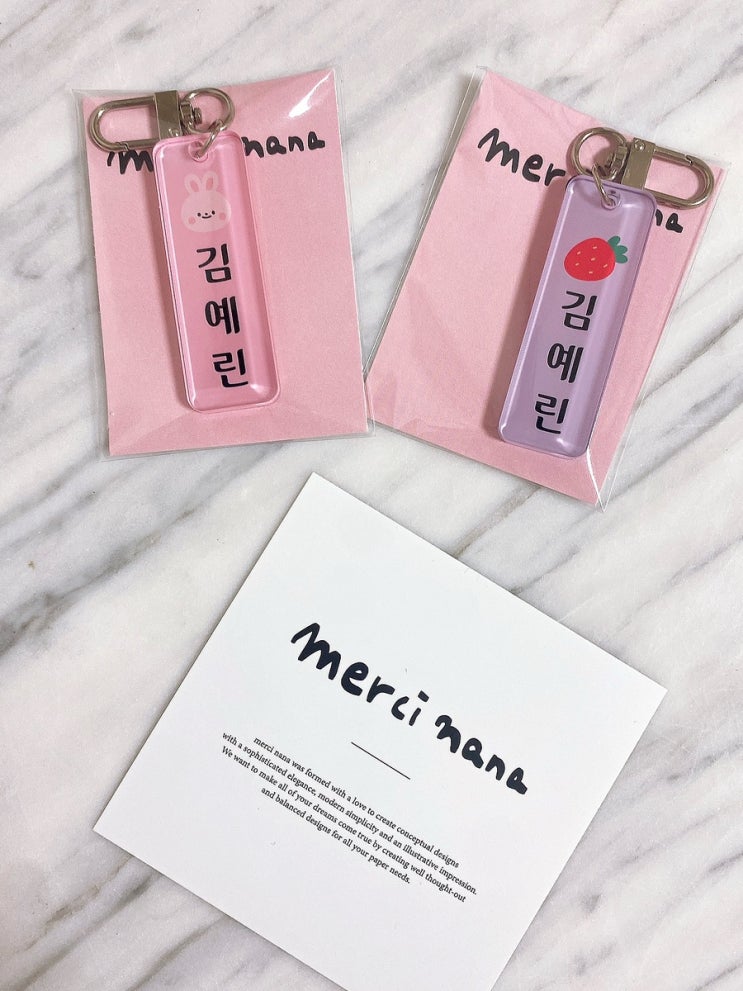 merci nana
김
예
린
merci nana
김
예
린
merci nana
merci nana was formed with a love to create conceptual designs
with a sophisticated elegance, modern simplicity and an illustrative impression.
We want to make all of your dreams come true by creating well thought-out
and balanced designs for all your paper needs.